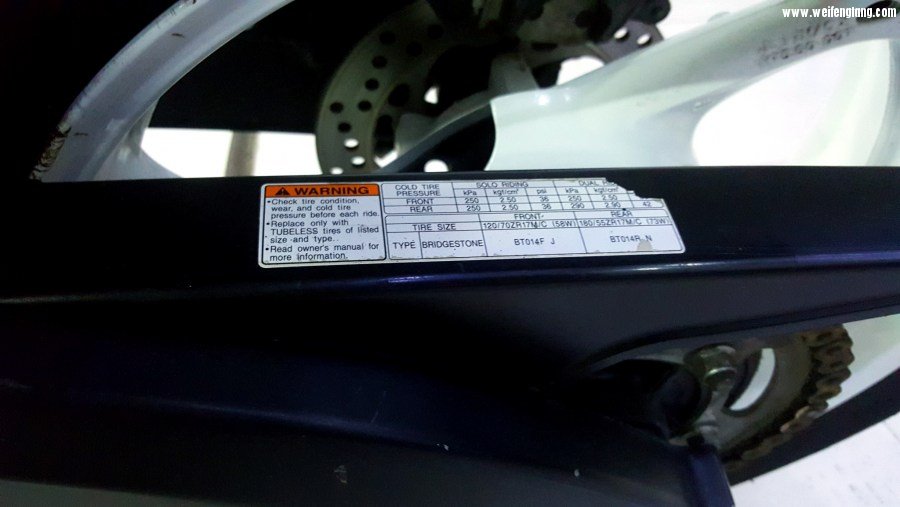 www.weifengtang.com
WARNING
•Check tire condition,
wear, and cold tire
pressure before each ride.
•Replace only with
TUBELESS tires of listed
size and type.
•Read owner's manual for
more information.
COLD TIRE PRESSURE SOLO RIDING DUAL
kPa kgf/cm² psi kPa kgf/cm²
FRONT 250 2.50 36 250 2.50
REAR 250 2.50 36 290 2.90 42
FRONT REAR
TIRE SIZE 120/70ZR17M/C (58W) 180/55ZR17M/C (73W)
TYPE BRIDGESTONE BT014F J BT014R N